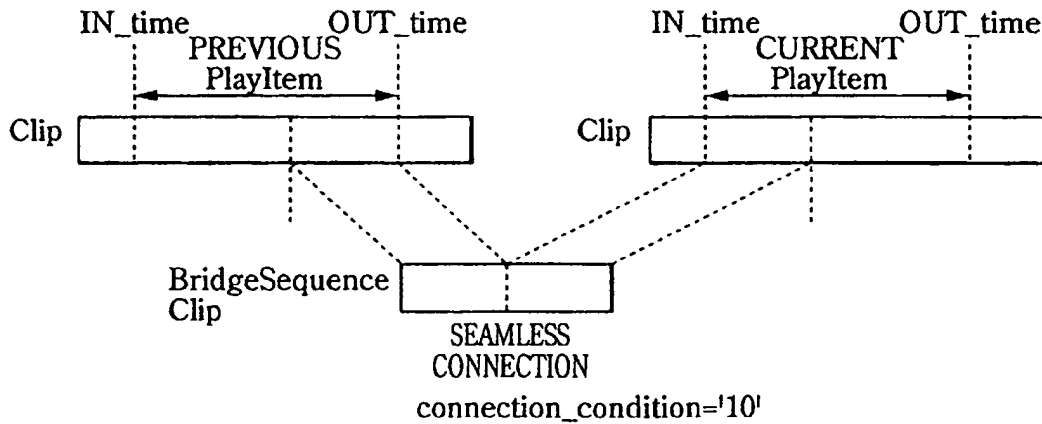 IN_time
OUT_time
PREVIOUS
PlayItem
Clip
IN_time
OUT_time
CURRENT
PlayItem
Clip
BridgeSequence
Clip
SEAMLESS
CONNECTION
connection_condition='10'